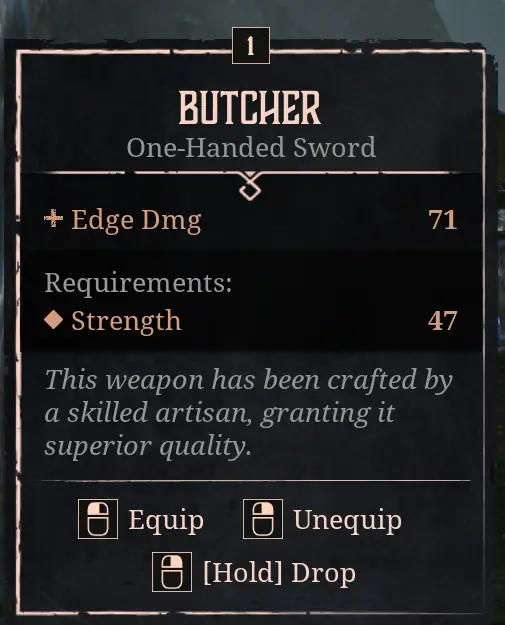 1
BUTCHER
One-Handed Sword
Edge Dmg 71
Requirements:
Strength 47
This weapon has been crafted by
a skilled artisan, granting it
superior quality.
Equip Unequip
[Hold] Drop